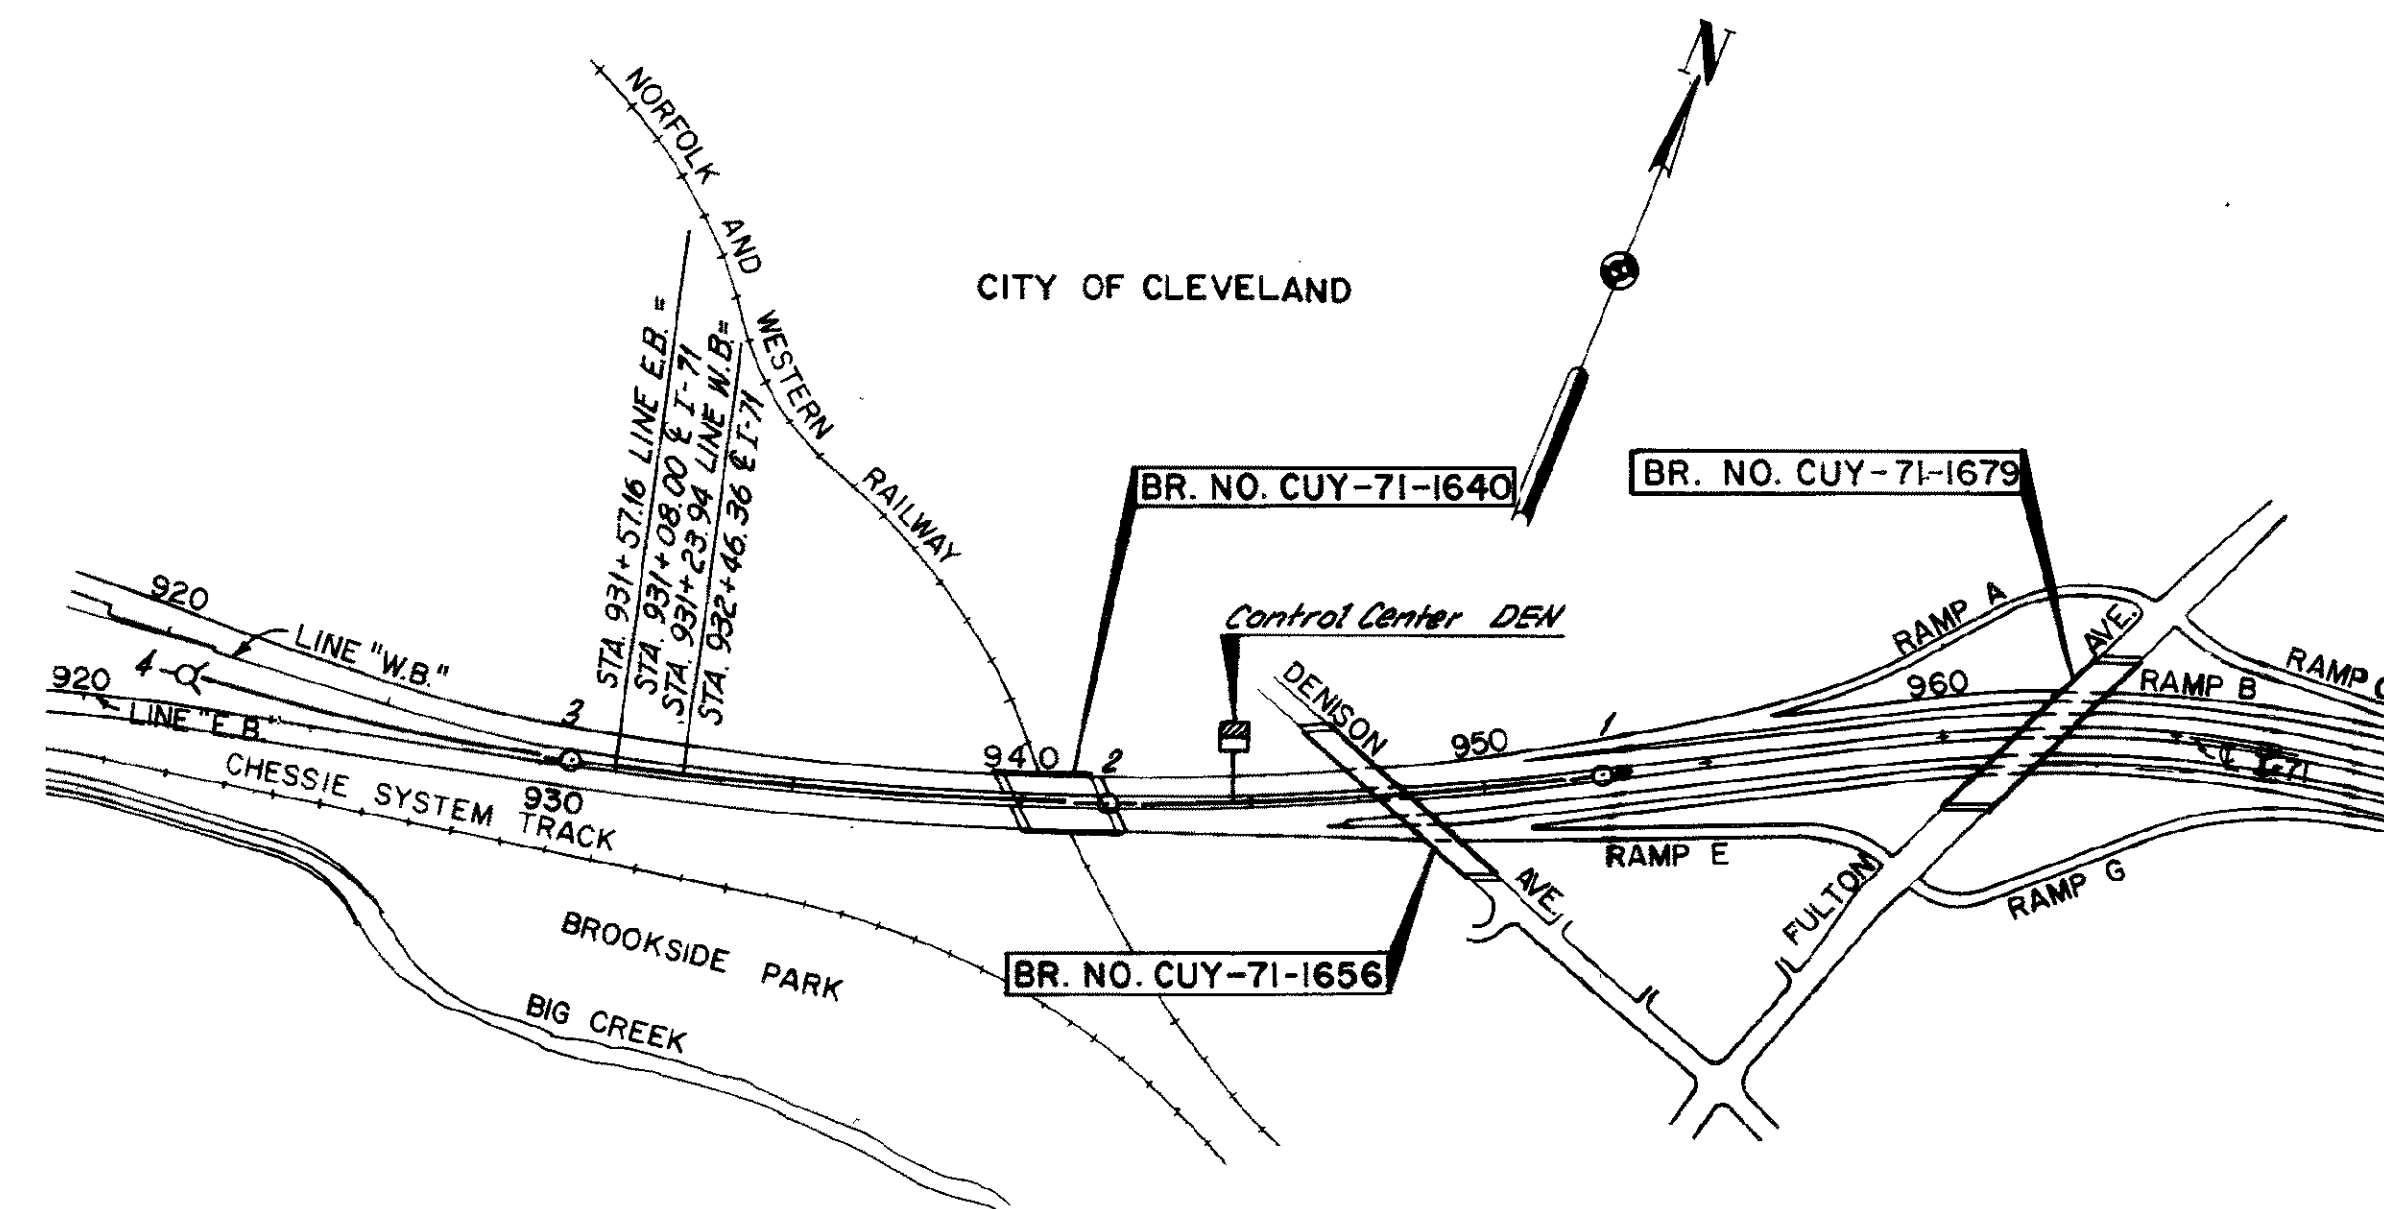 N
NORFOLK AND WESTERN RAILWAY
CITY OF CLEVELAND
STA. 931+57.16 LINE E.B. =
STA. 931+08.00 ℄ I-71
STA. 931+23.94 LINE W.B. =
STA. 932+46.36 ℄ I-71
BR. NO. CUY-71-1640
BR. NO. CUY-71-1679
Control Center DEN
920
LINE "W.B."
4
920
LINE "E.B.
3
930
940
2
DENISON AVE.
950
1
960
RAMP A
FULTON AVE.
RAMP B
RAMP
℄ I-71
CHESSIE SYSTEM TRACK
RAMP E
RAMP G
BROOKSIDE PARK
BR. NO. CUY-71-1656
BIG CREEK